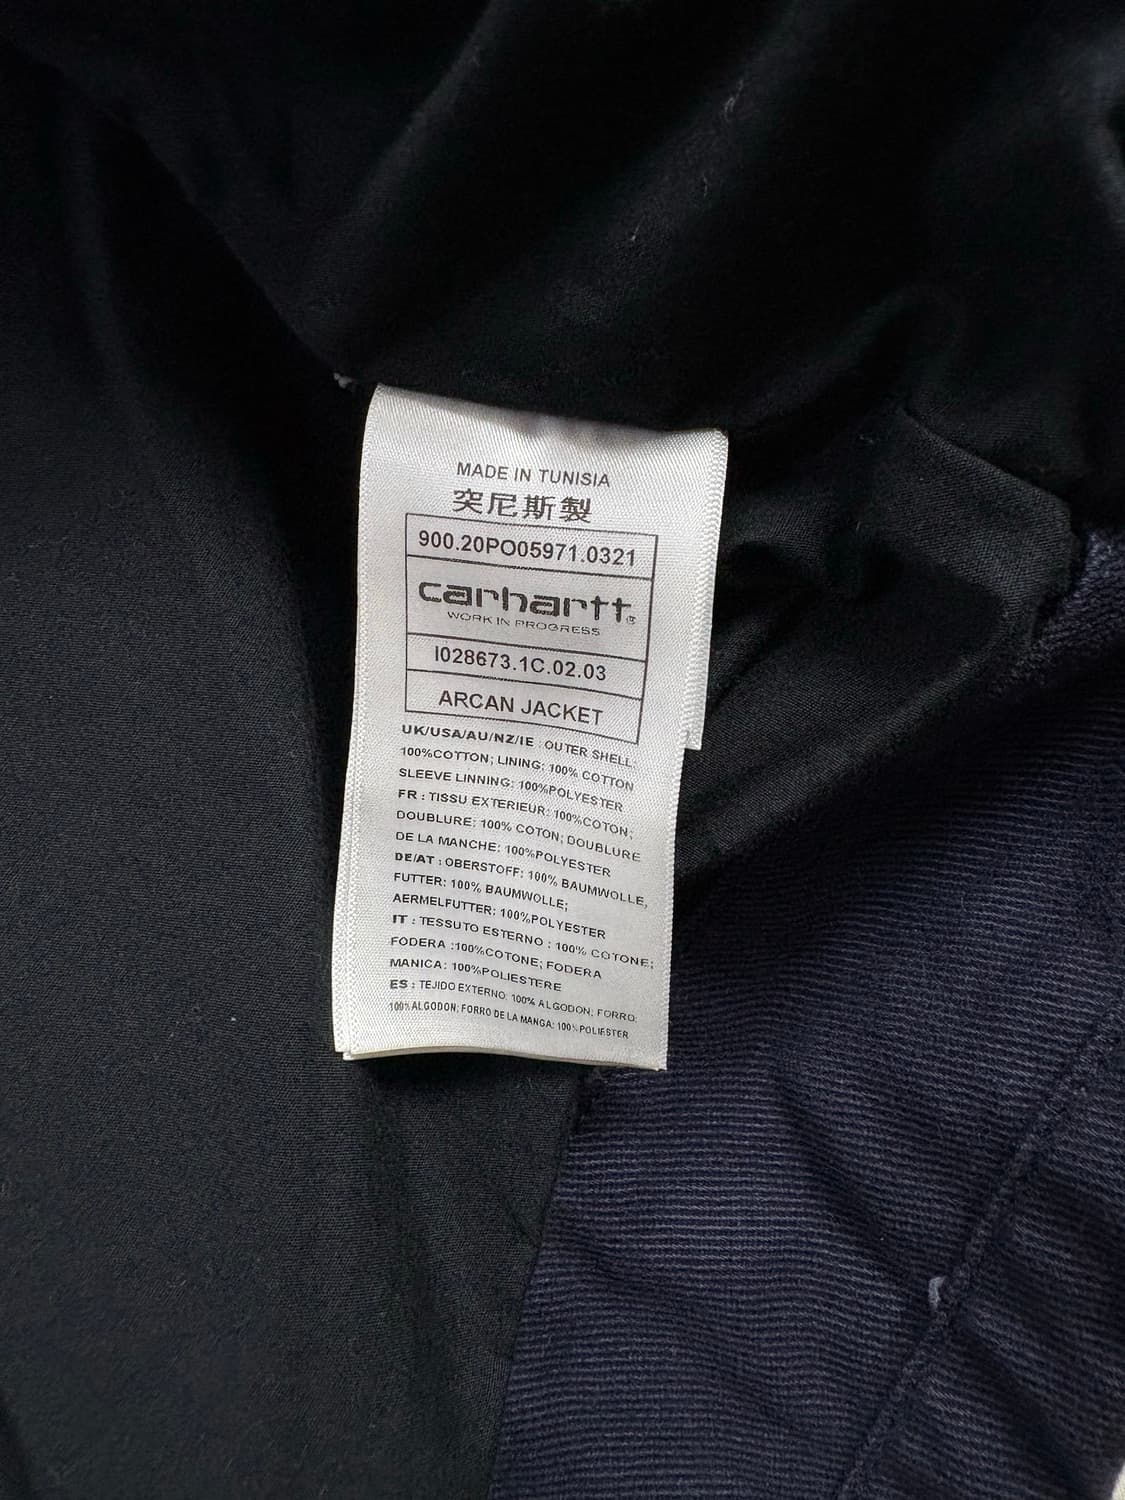 MADE IN TUNISIA
突尼斯製
900.20PO05971.0321
carhartt®
WORK IN PROGRESS
I028673.1C.02.03
ARCAN JACKET
UK/USA/AU/NZ/IE : OUTER SHELL:
100%COTTON; LINING: 100% COTTON
SLEEVE LINNING: 100%POLYESTER
FR : TISSU EXTERIEUR: 100%COTON;
DOUBLURE: 100% COTON; DOUBLURE
DE LA MANCHE: 100%POLYESTER
DE/AT : OBERSTOFF: 100% BAUMWOLLE,
FUTTER: 100% BAUMWOLLE;
AERMELFUTTER: 100%POLYESTER
IT : TESSUTO ESTERNO : 100% COTONE;
FODERA :100%COTONE; FODERA
MANICA: 100%POLIESTERE
ES : TEJIDO EXTERNO: 100% ALGODON; FORRO:
100% ALGODON; FORRO DE LA MANGA: 100% POLIESTER